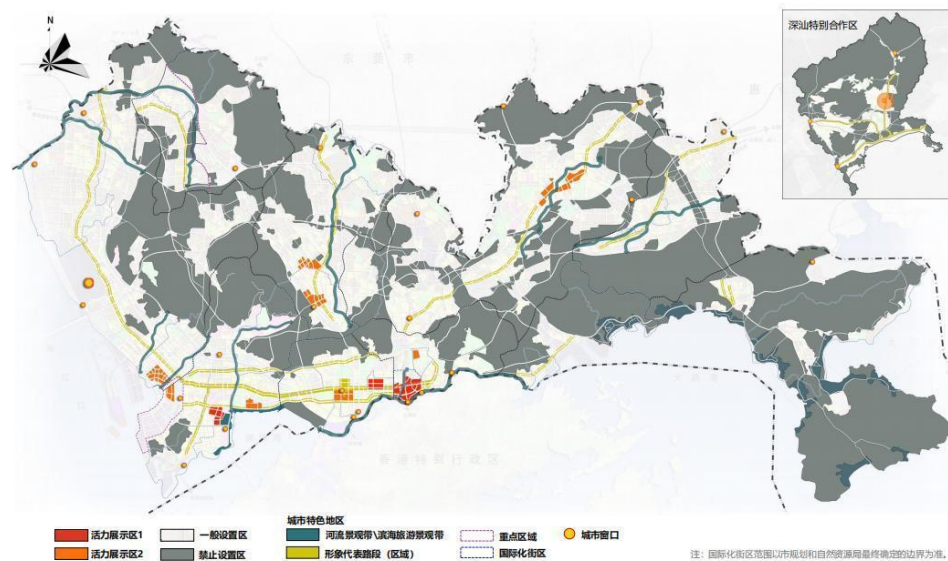 N
深汕特别合作区
东莞市
香港特别行政区
城市特色地区
活力展示区1
一般设置区
河流景观带\滨海旅游景观带
重点区域
城市窗口
活力展示区2
禁止设置区
形象代表路段（区域）
国际化街区
注：国际化街区范围以市规划和自然资源局最终确定的边界为准。